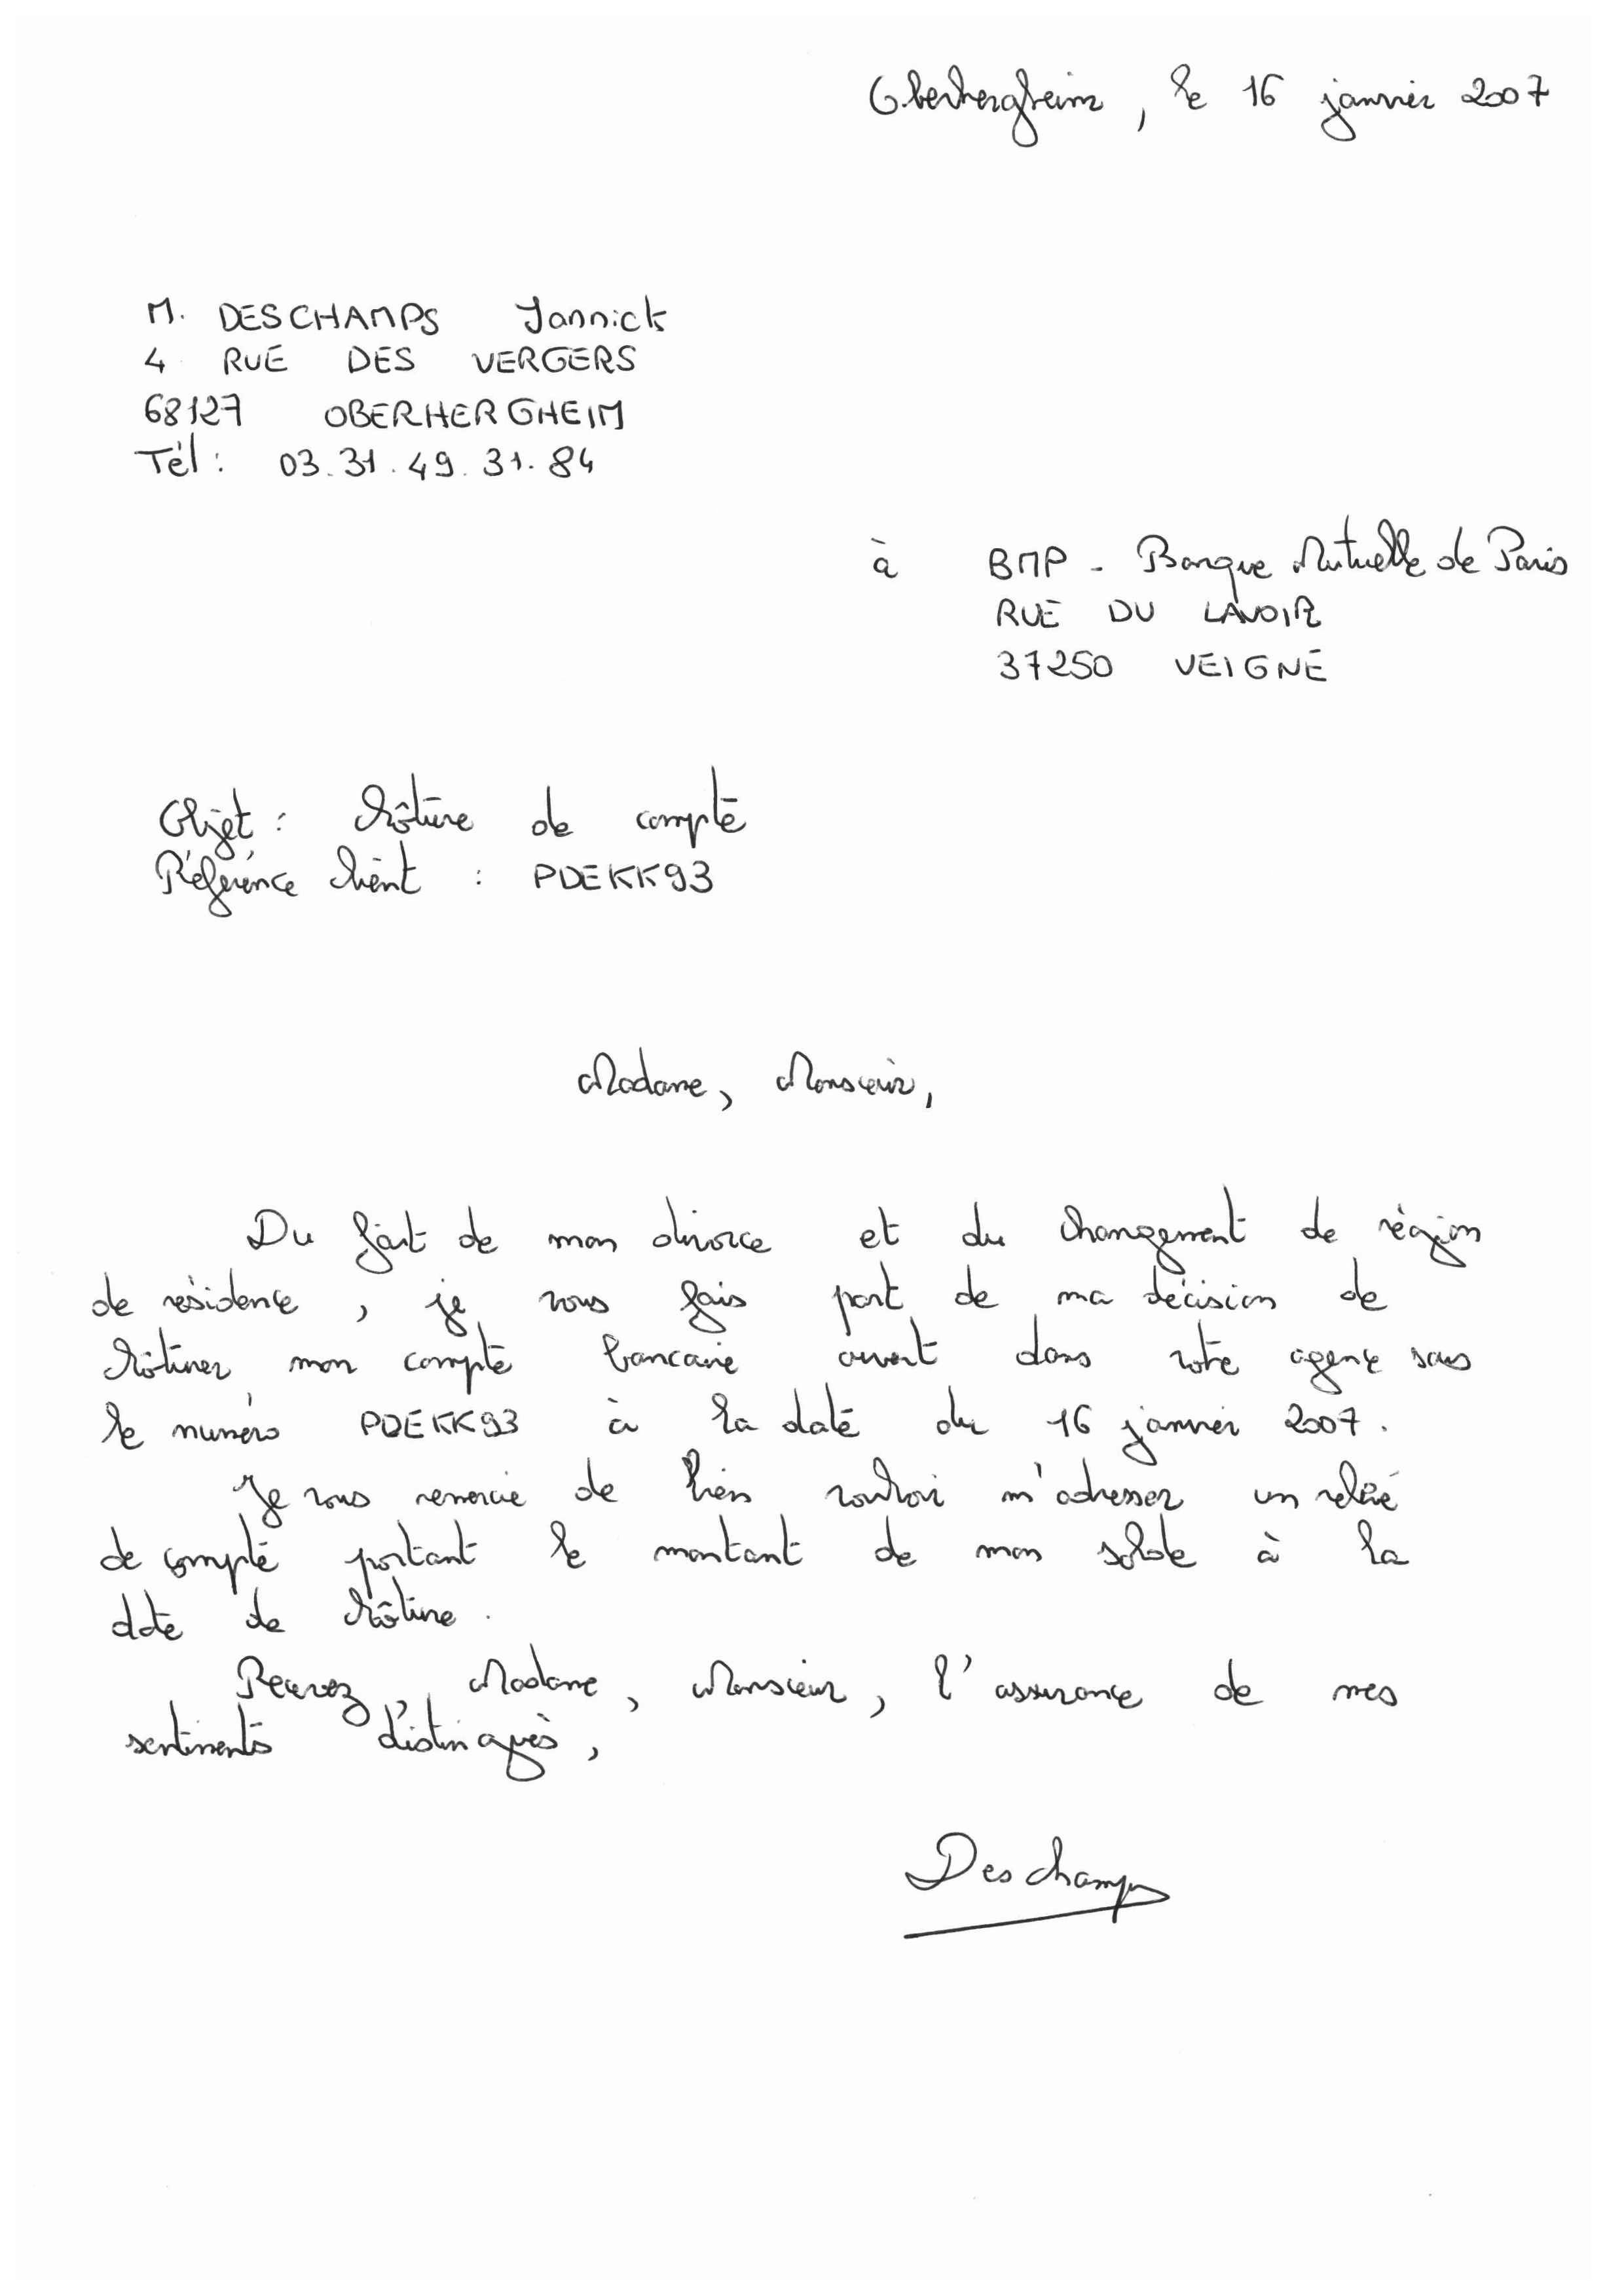 Oberhergheim, le 16 janvier 2007
M. DESCHAMPS Yannick
4 RUE DES VERGERS
68127 OBERHERGHEIM
Tél : 03.31.49.31.84
à BMP - Banque Mutuelle de Paris
RUE DU LAVOIR
37250 VEIGNE
Objet : Clôture de compte
Référence client : PDEKK93
Madame, Monsieur,
Du fait de mon divorce et du changement de région
de résidence, je vous fais part de ma décision de
clôturer mon compte bancaire ouvert dans votre agence sous
le numéro PDEKK93 à la date du 16 janvier 2007.
Je vous remercie de bien vouloir m'adresser un relevé
de compte portant le montant de mon solde à la
date de clôture.
Recevez, Madame, Monsieur, l'assurance de mes
sentiments distingués,
Deschamps